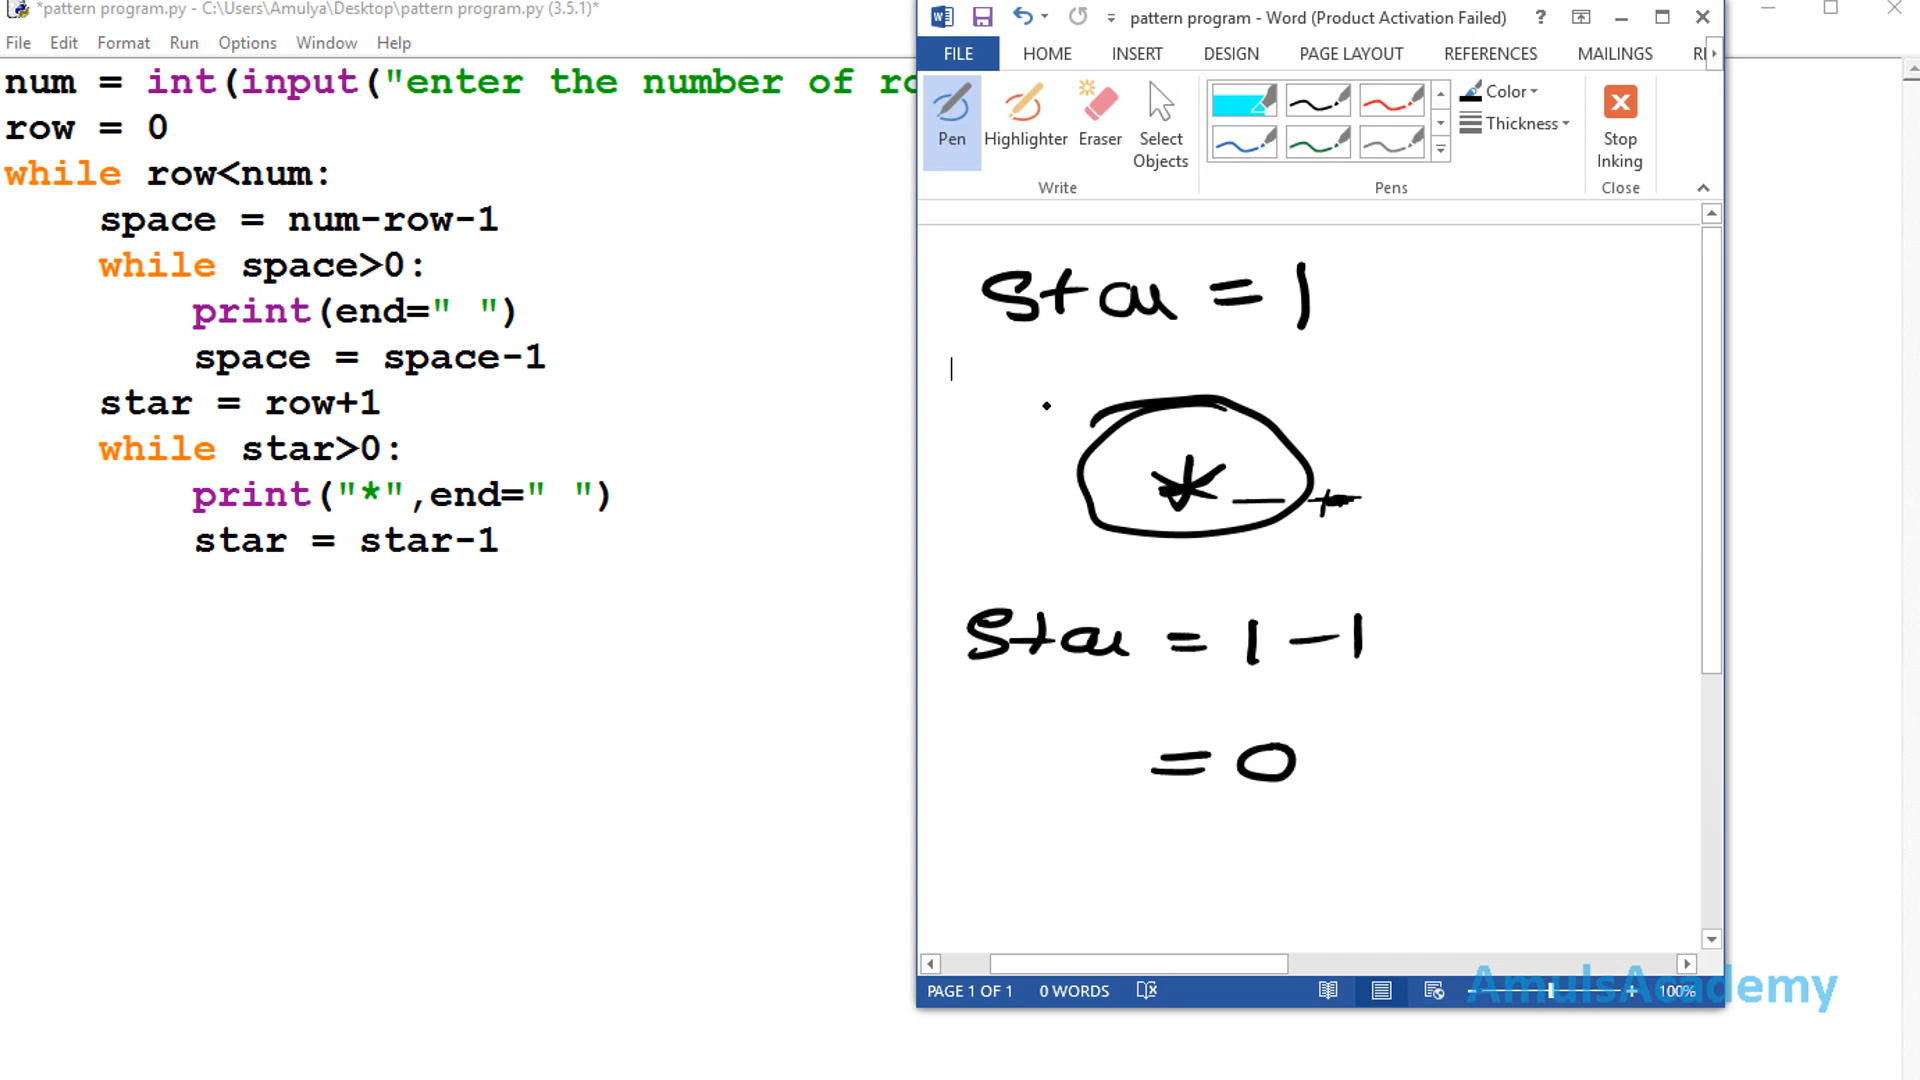 *pattern program.py - C:\Users\Amulya\Desktop\pattern program.py (3.5.1)*
File Edit Format Run Options Window Help
num = int(input("enter the number of ro
row = 0
while row<num:
space = num-row-1
while space>0:
print(end=" ")
space = space-1
star = row+1
while star>0:
print("*",end=" ")
star = star-1
pattern program - Word (Product Activation Failed)
FILE HOME INSERT DESIGN PAGE LAYOUT REFERENCES MAILINGS
Pen Highlighter Eraser Select Objects
Color
Thickness
Stop Inking
Write Pens Close
star = 1
*_
star = 1-1
= 0
PAGE 1 OF 1 0 WORDS 100%
AmulsAcademy